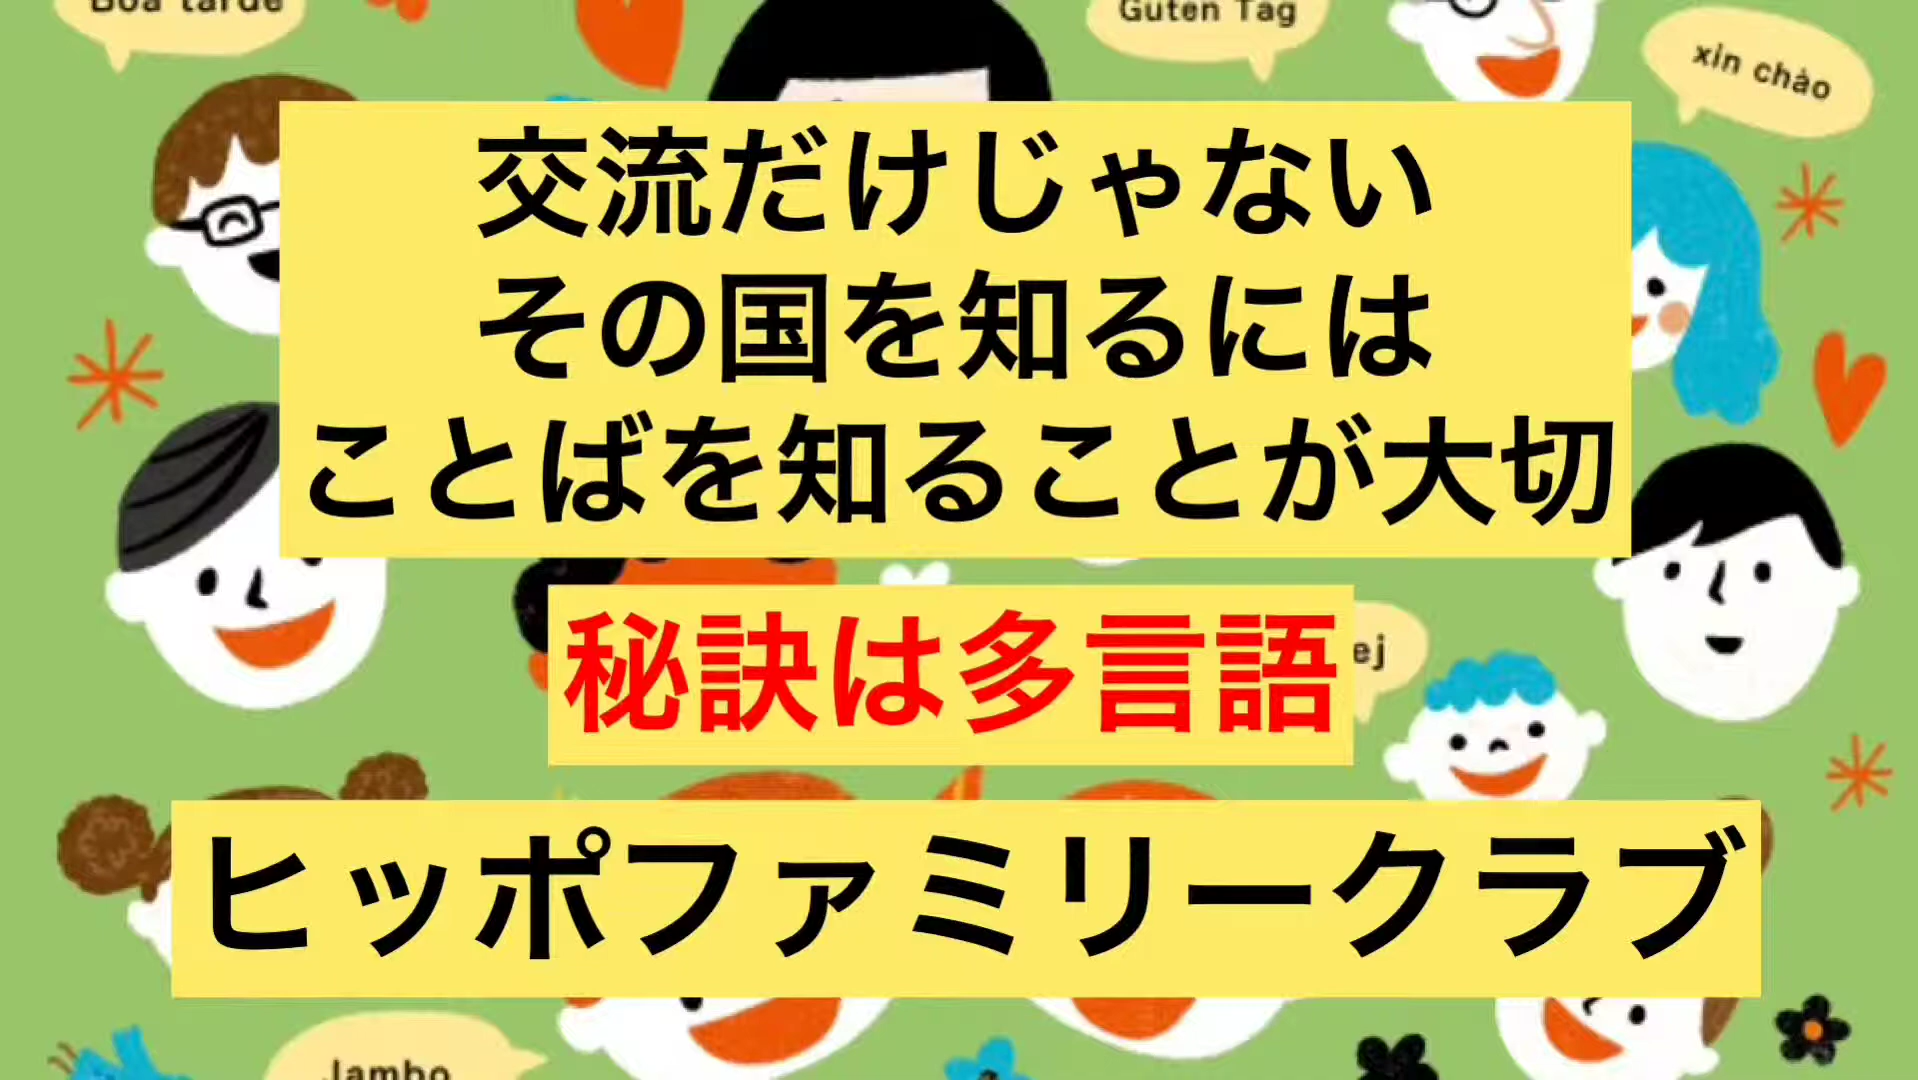 Boa tarde
Guten Tag
xin chào
交流だけじゃない
その国を知るには
ことばを知ることが大切
秘訣は多言語
ヒッポファミリークラブ
Jambo